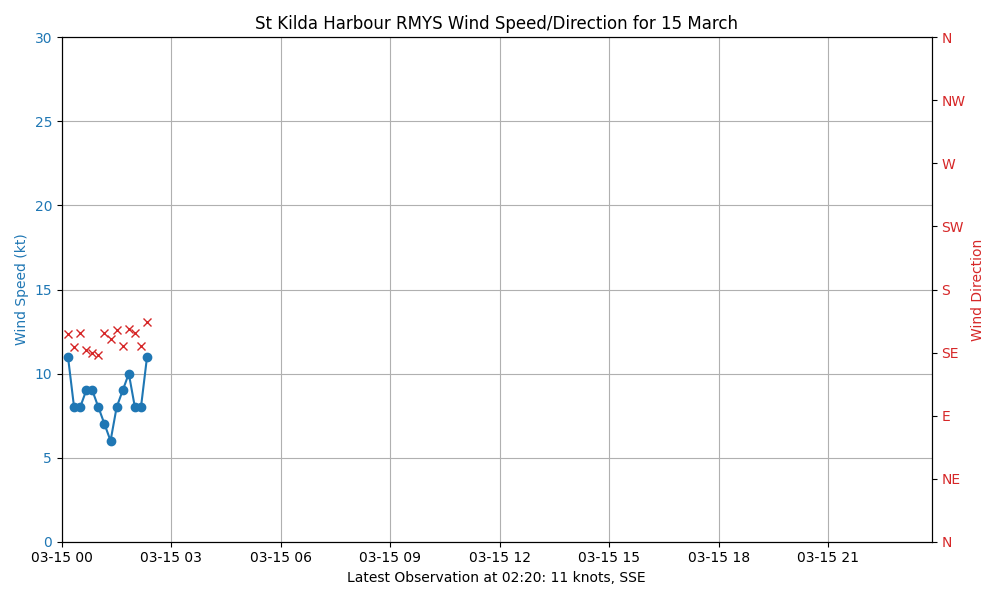 St Kilda Harbour RMYS Wind Speed/Direction for 15 March
30
25
20
15
10
5
0
Wind Speed (kt)
N
NW
W
SW
S
SE
E
NE
N
Wind Direction
03-15 00
03-15 03
03-15 06
03-15 09
03-15 12
03-15 15
03-15 18
03-15 21
Latest Observation at 02:20: 11 knots, SSE